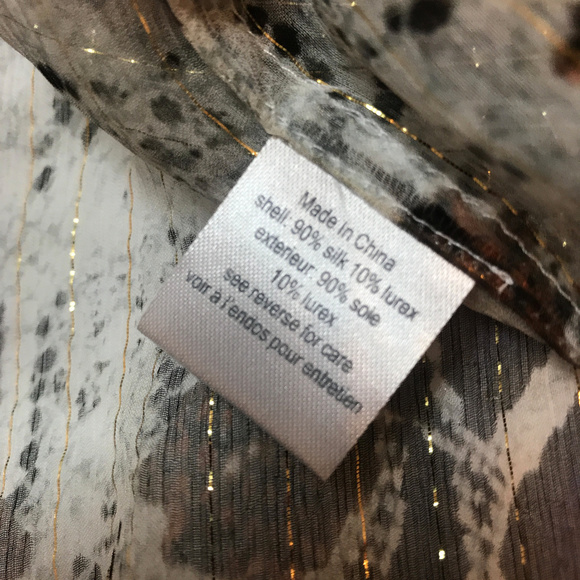 Made In China
shell: 90% silk 10% lurex
exterieur: 90% soie
10% lurex
see reverse for care
voir à l'endos pour entretien